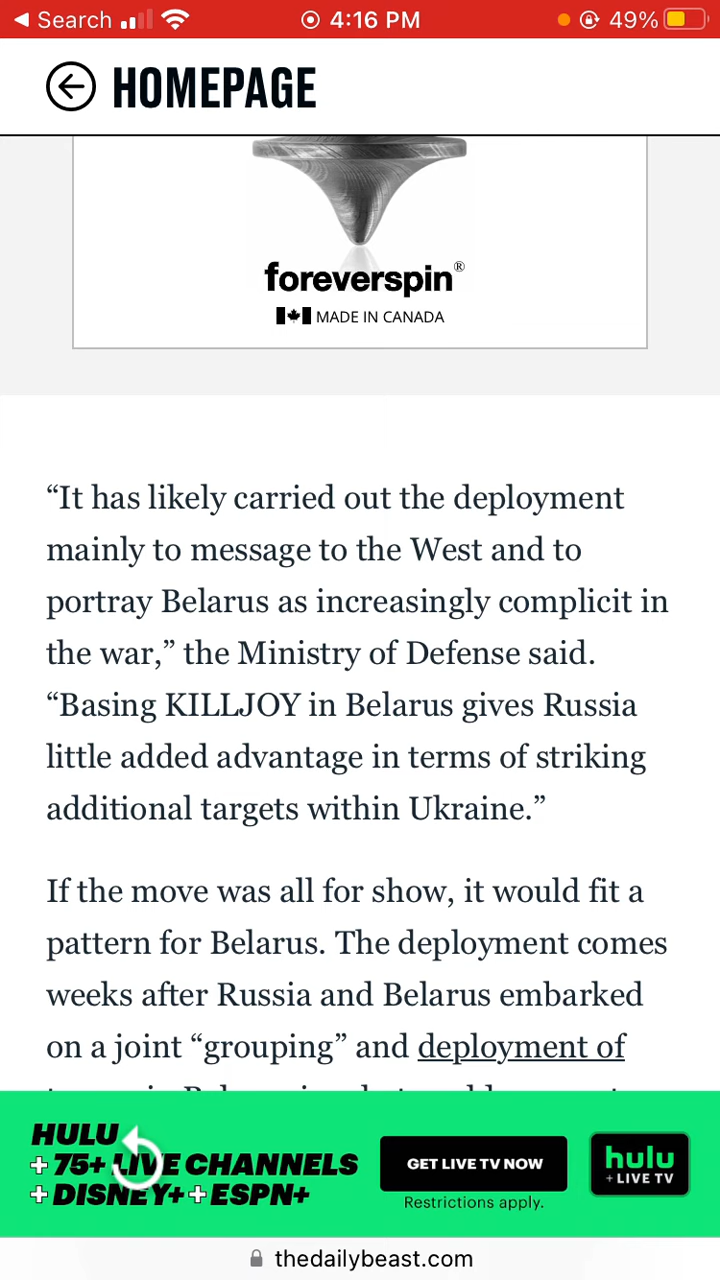 Search
4:16 PM
49%
HOMEPAGE
foreverspin®
MADE IN CANADA
“It has likely carried out the deployment
mainly to message to the West and to
portray Belarus as increasingly complicit in
the war,” the Ministry of Defense said.
“Basing KILLJOY in Belarus gives Russia
little added advantage in terms of striking
additional targets within Ukraine.”
If the move was all for show, it would fit a
pattern for Belarus. The deployment comes
weeks after Russia and Belarus embarked
on a joint “grouping” and deployment of
HULU
+ 75+ LIVE CHANNELS
+ DISNEY+ + ESPN+
GET LIVE TV NOW
Restrictions apply.
hulu
+ LIVE TV
thedailybeast.com